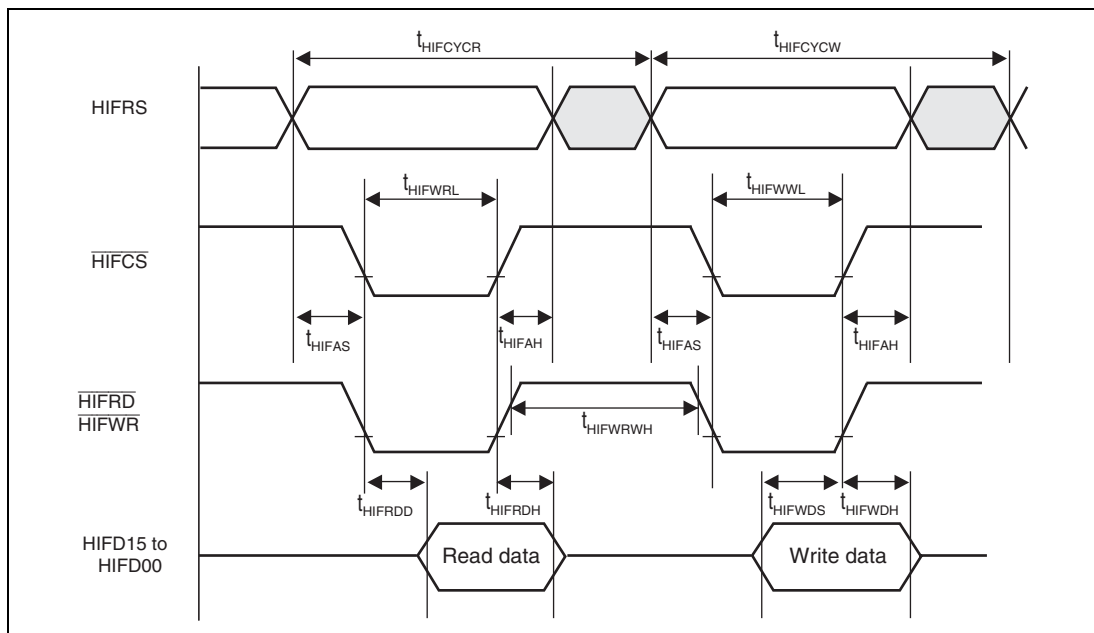 tHIFCYCR tHIFCYCW
HIFRS
tHIFWRL tHIFWWL
HIFCS
tHIFAS tHIFAH tHIFAS tHIFAH
HIFRD
HIFWR
tHIFWRWH
tHIFRDD tHIFRDH tHIFWDS tHIFWDH
HIFD15 to
HIFD00
Read data Write data